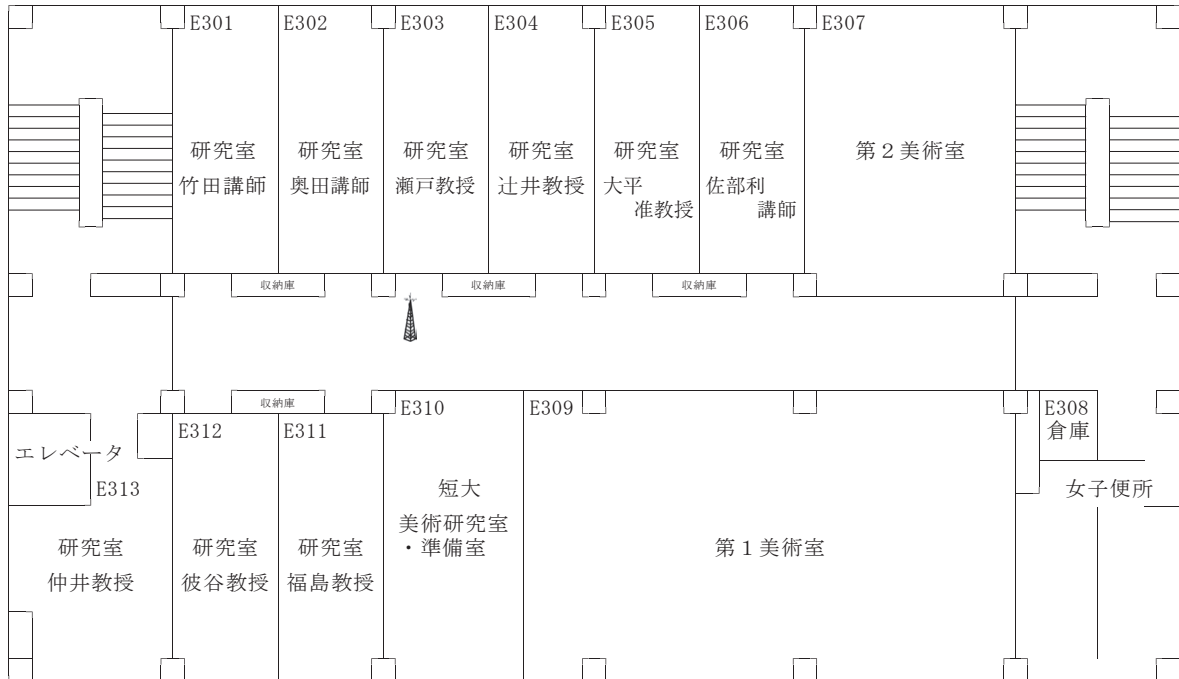 E301
研究室
竹田講師
E302
研究室
奥田講師
E303
研究室
瀬戸教授
E304
研究室
辻井教授
E305
研究室
大平
准教授
E306
研究室
佐部利
講師
E307
第２美術室
収納庫
収納庫
収納庫
収納庫
エレベータ
E313
研究室
仲井教授
E312
研究室
彼谷教授
E311
研究室
福島教授
E310
短大
美術研究室
・準備室
E309
第１美術室
E308
倉庫
女子便所